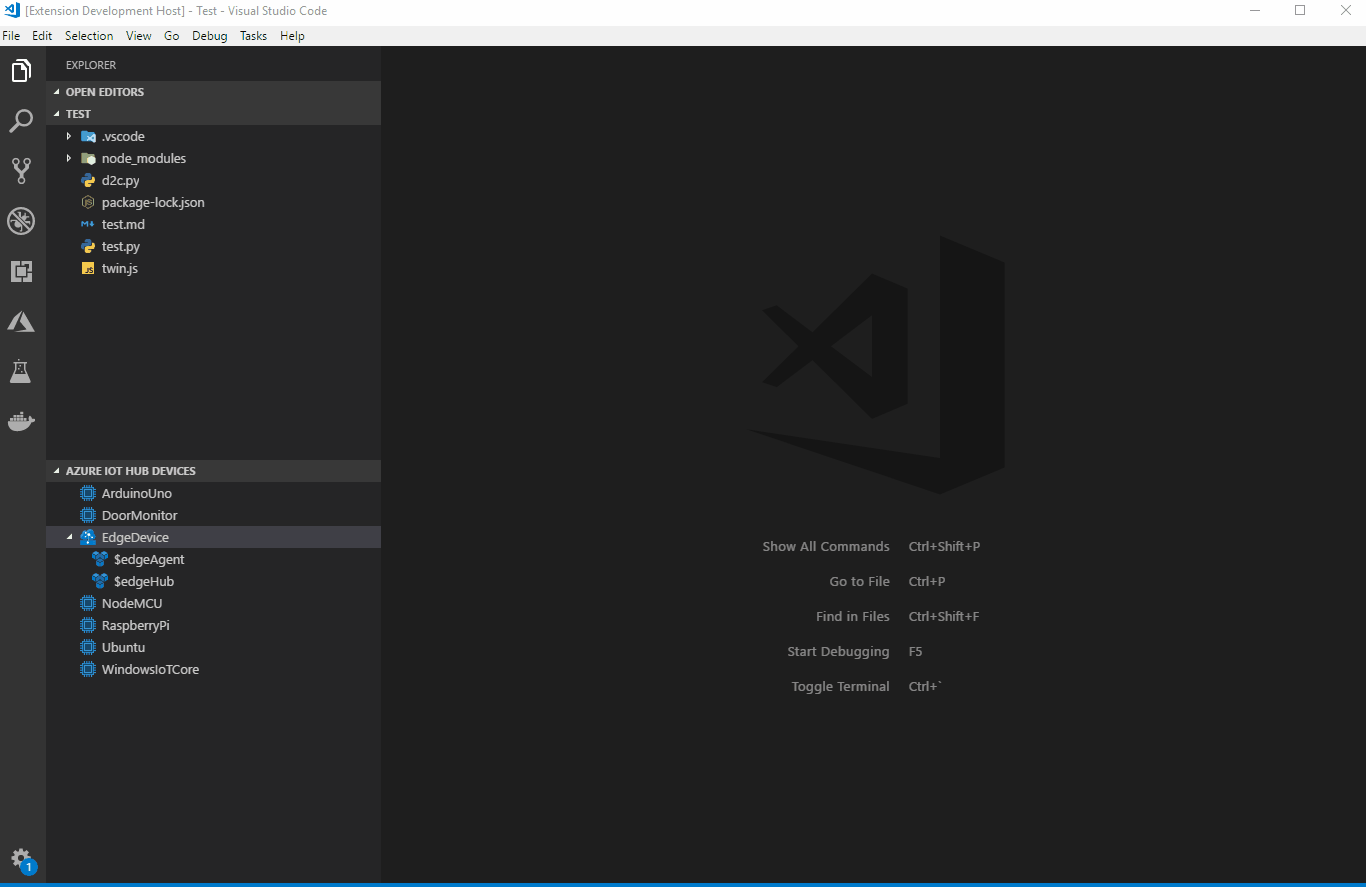 [Extension Development Host] - Test - Visual Studio Code
File Edit Selection View Go Debug Tasks Help
EXPLORER
OPEN EDITORS
TEST
.vscode
node_modules
d2c.py
JS package-lock.json
M↓ test.md
test.py
JS twin.js
AZURE IOT HUB DEVICES
ArduinoUno
DoorMonitor
EdgeDevice
$edgeAgent
$edgeHub
NodeMCU
RaspberryPi
Ubuntu
WindowsIoTCore
Show All Commands Ctrl+Shift+P
Go to File Ctrl+P
Find in Files Ctrl+Shift+F
Start Debugging F5
Toggle Terminal Ctrl+`
1